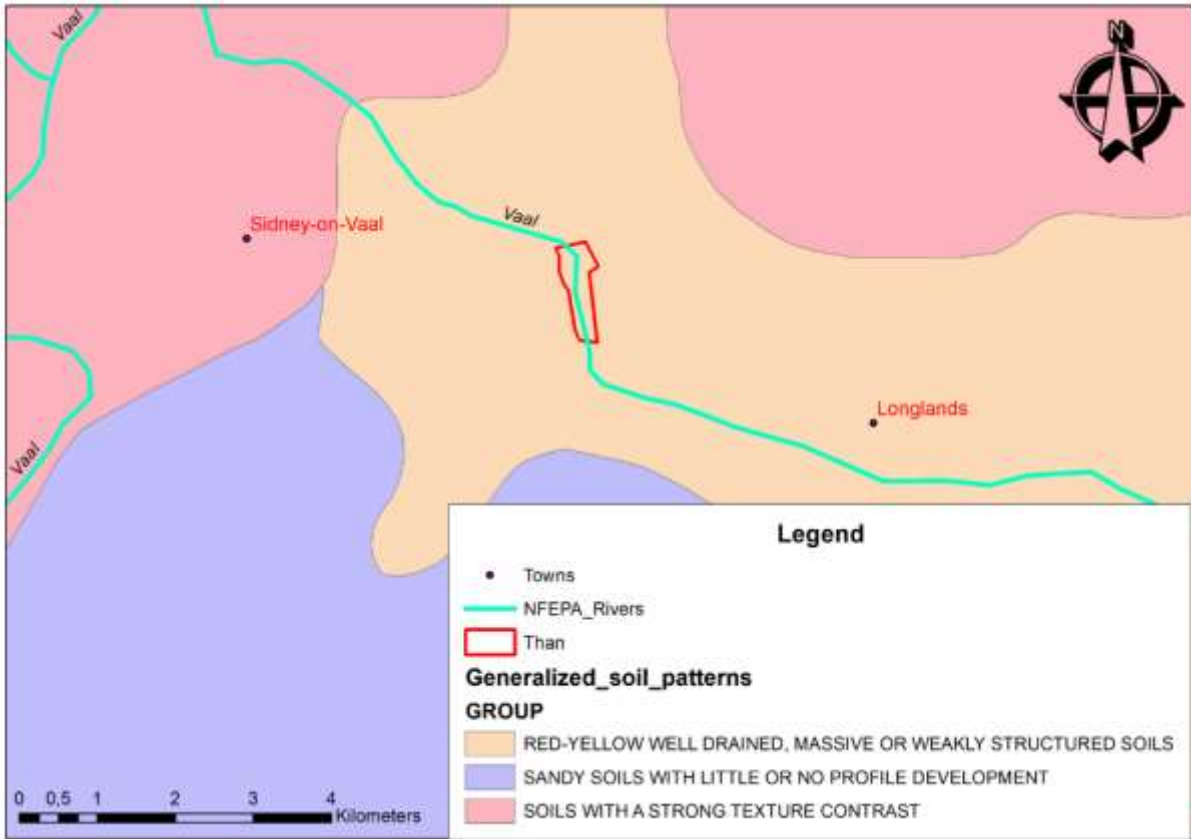 Vaal
N
Sidney-on-Vaal
Vaal
Longlands
Vaal
Legend
Towns
NFEPA_Rivers
Than
Generalized_soil_patterns
GROUP
RED-YELLOW WELL DRAINED, MASSIVE OR WEAKLY STRUCTURED SOILS
SANDY SOILS WITH LITTLE OR NO PROFILE DEVELOPMENT
SOILS WITH A STRONG TEXTURE CONTRAST
0 0,5 1 2 3 4
Kilometers